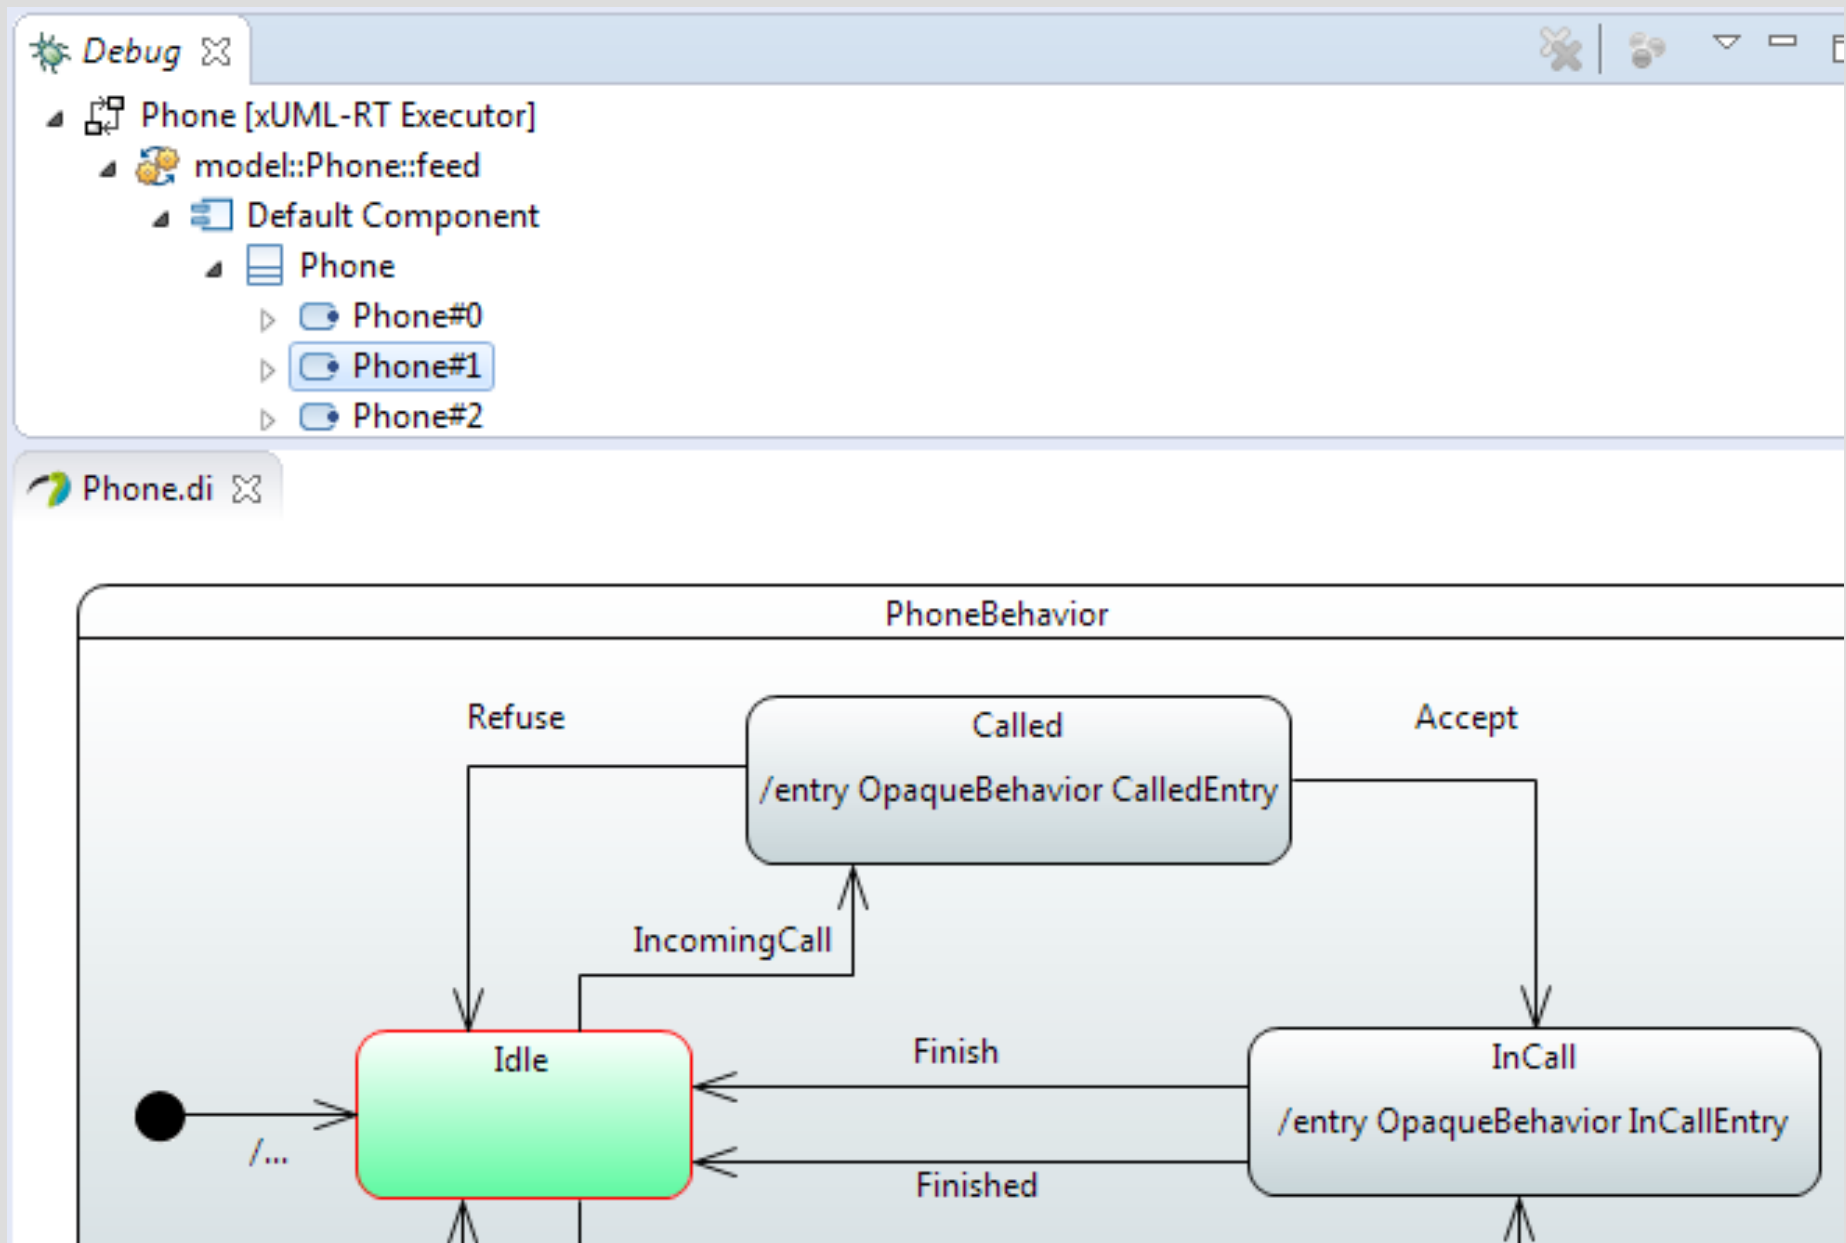 Debug
Phone [xUML-RT Executor]
model::Phone::feed
Default Component
Phone
Phone#0
Phone#1
Phone#2
Phone.di
PhoneBehavior
Refuse
Called
Accept
/entry OpaqueBehavior CalledEntry
IncomingCall
Idle
Finish
InCall
/entry OpaqueBehavior InCallEntry
/...
Finished